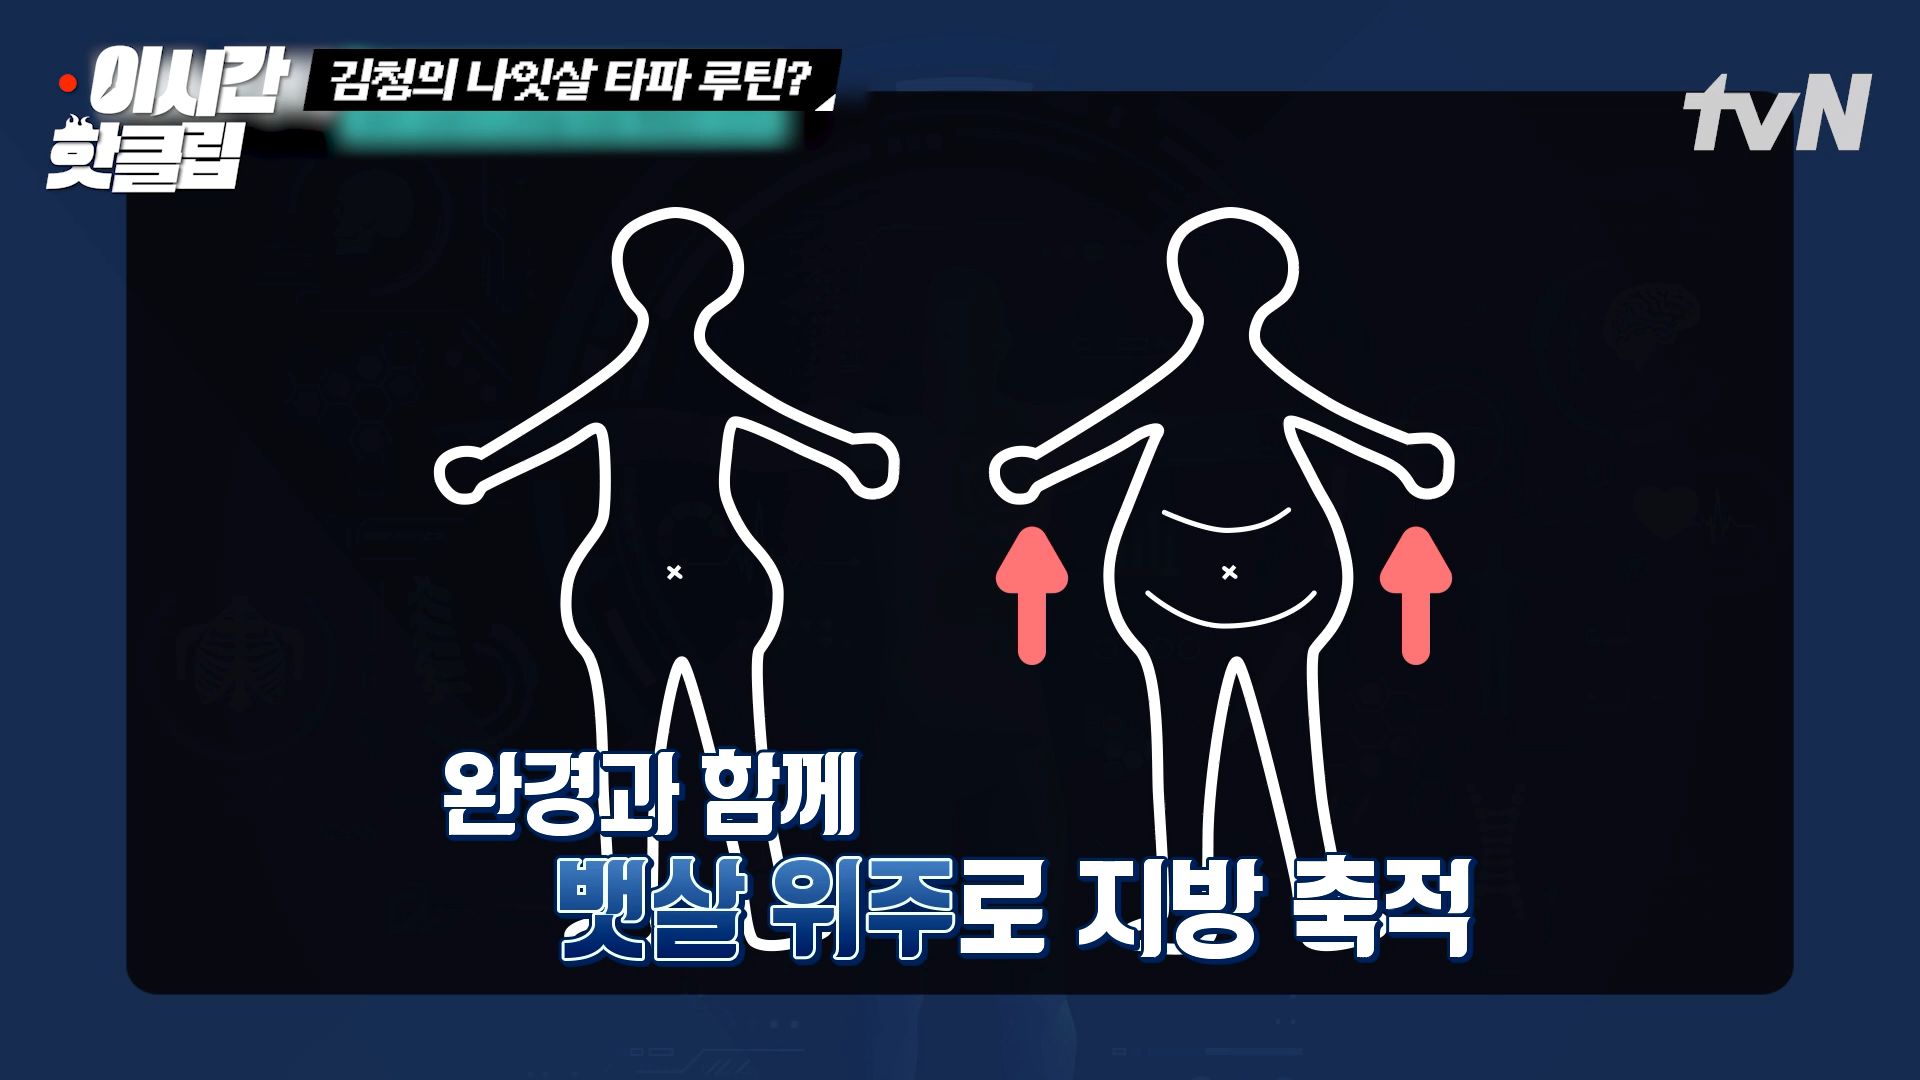 이시간
핫클럽
김청의 나잇살 타파 루틴?
tvN
완경과 함께
뱃살 위주로 지방 축적